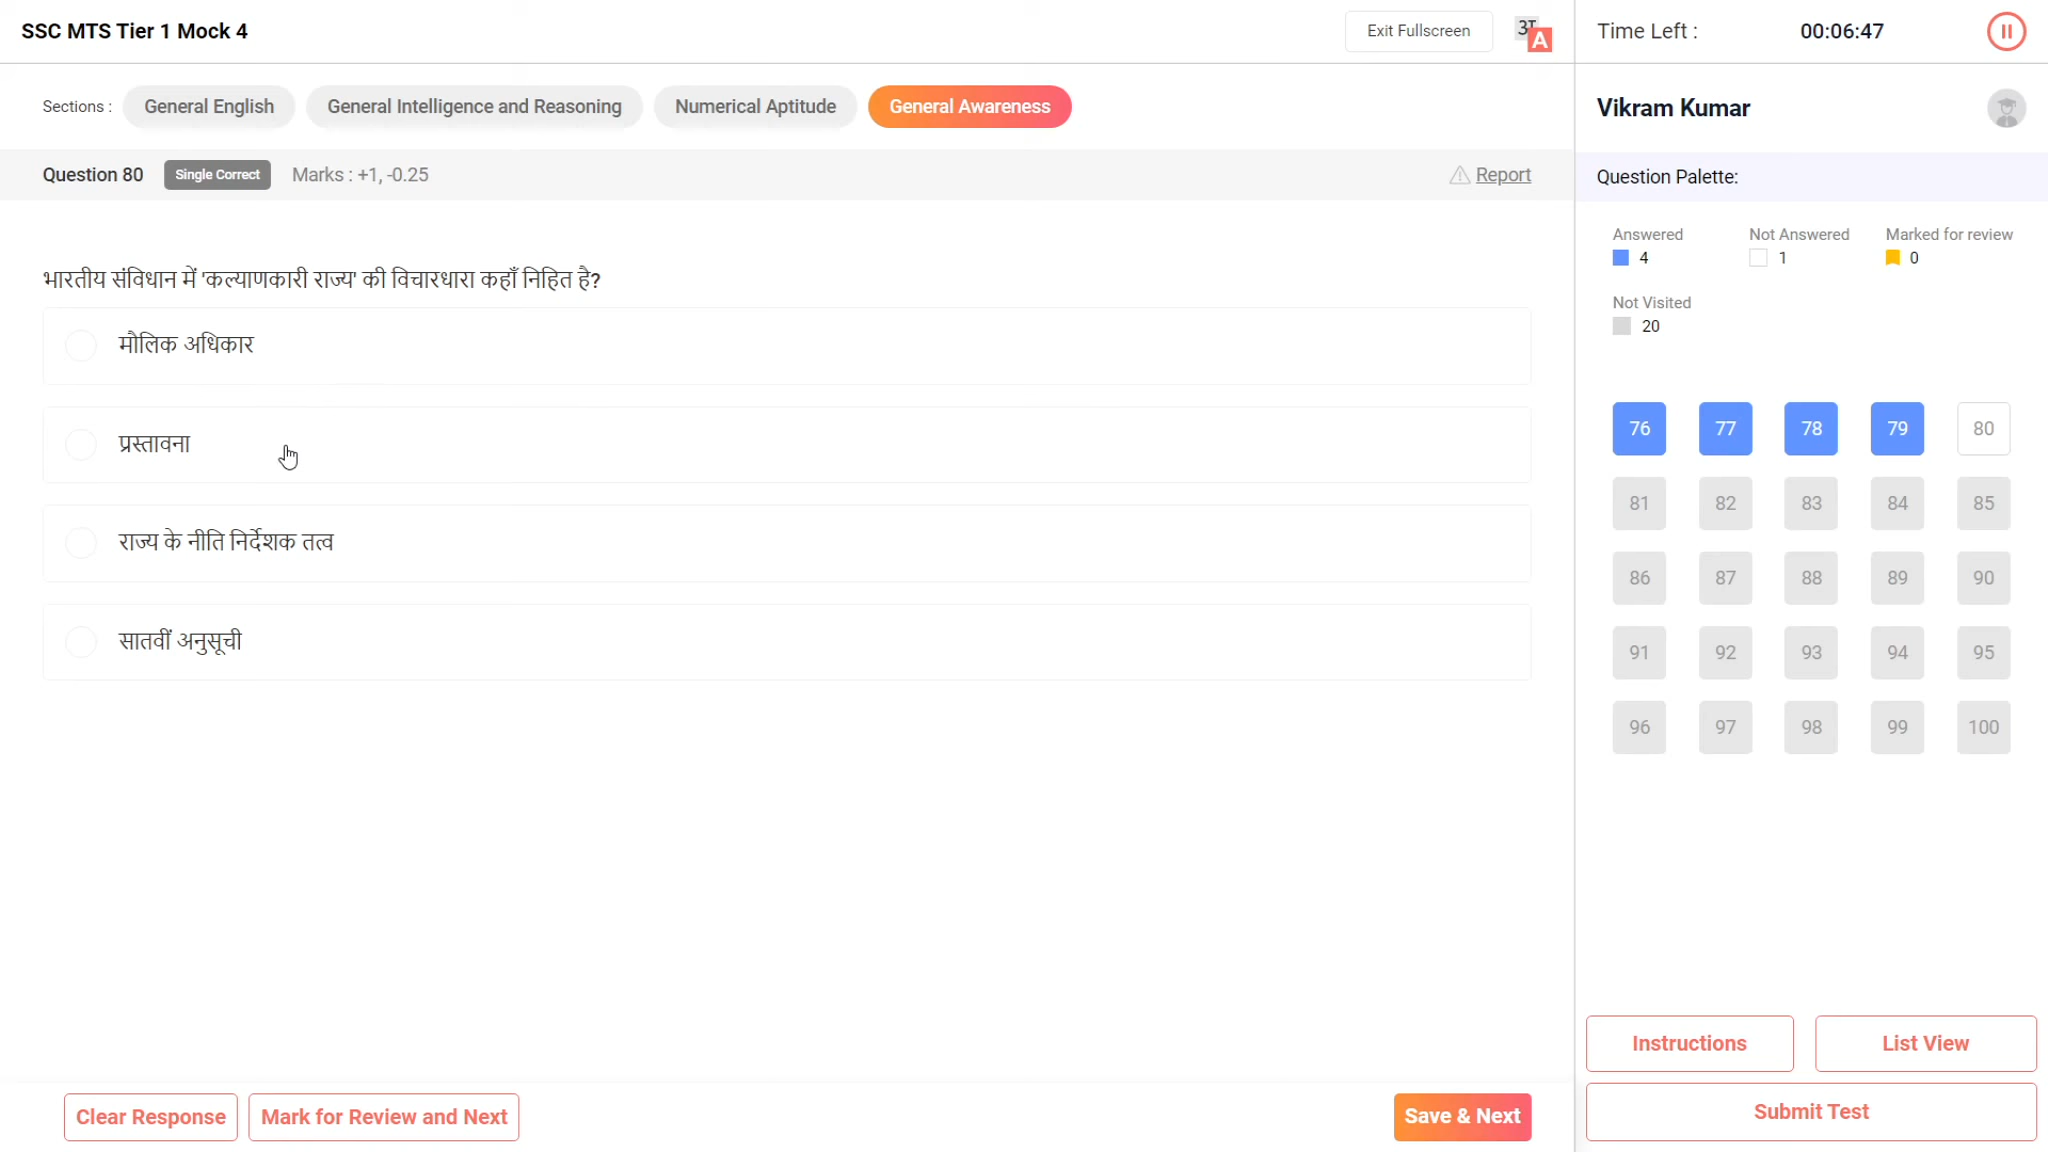 SSC MTS Tier 1 Mock 4
Exit Fullscreen
अ A
Time Left : 00:06:47
Sections : General English General Intelligence and Reasoning Numerical Aptitude General Awareness
Vikram Kumar
Question 80 Single Correct Marks : +1, -0.25
Report
Question Palette:
भारतीय संविधान में 'कल्याणकारी राज्य' की विचारधारा कहाँ निहित है?
मौलिक अधिकार
प्रस्तावना
राज्य के नीति निर्देशक तत्व
सातवीं अनुसूची
Answered Not Answered Marked for review
4 1 0
Not Visited
20
76 77 78 79 80
81 82 83 84 85
86 87 88 89 90
91 92 93 94 95
96 97 98 99 100
Instructions List View
Clear Response Mark for Review and Next Save & Next
Submit Test